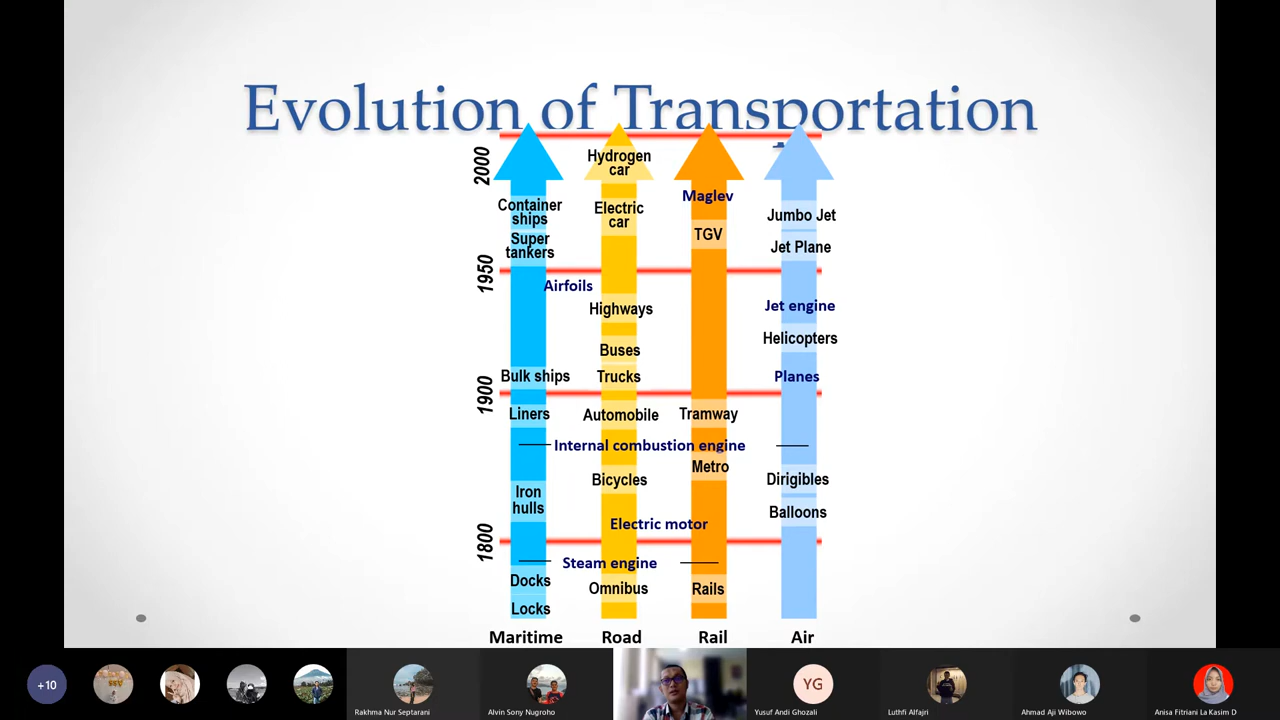 Evolution of Transportation
2000
1950
1900
1800
Container
ships
Super
tankers
Bulk ships
Liners
Iron
hulls
Docks
Locks
Maritime
Hydrogen
car
Electric
car
Airfoils
Highways
Buses
Trucks
Automobile
Internal combustion engine
Bicycles
Electric motor
Steam engine
Omnibus
Road
Maglev
TGV
Tramway
Metro
Rails
Rail
Jumbo Jet
Jet Plane
Jet engine
Helicopters
Planes
Dirigibles
Balloons
Air
+10
Rakhma Nur Septarani
Alvin Sony Nugroho
YG
Yusuf Andi Ghozali
Luthfi Alfajri
Ahmad Aji Wibowo
Anisa Fitriani La Kasim D